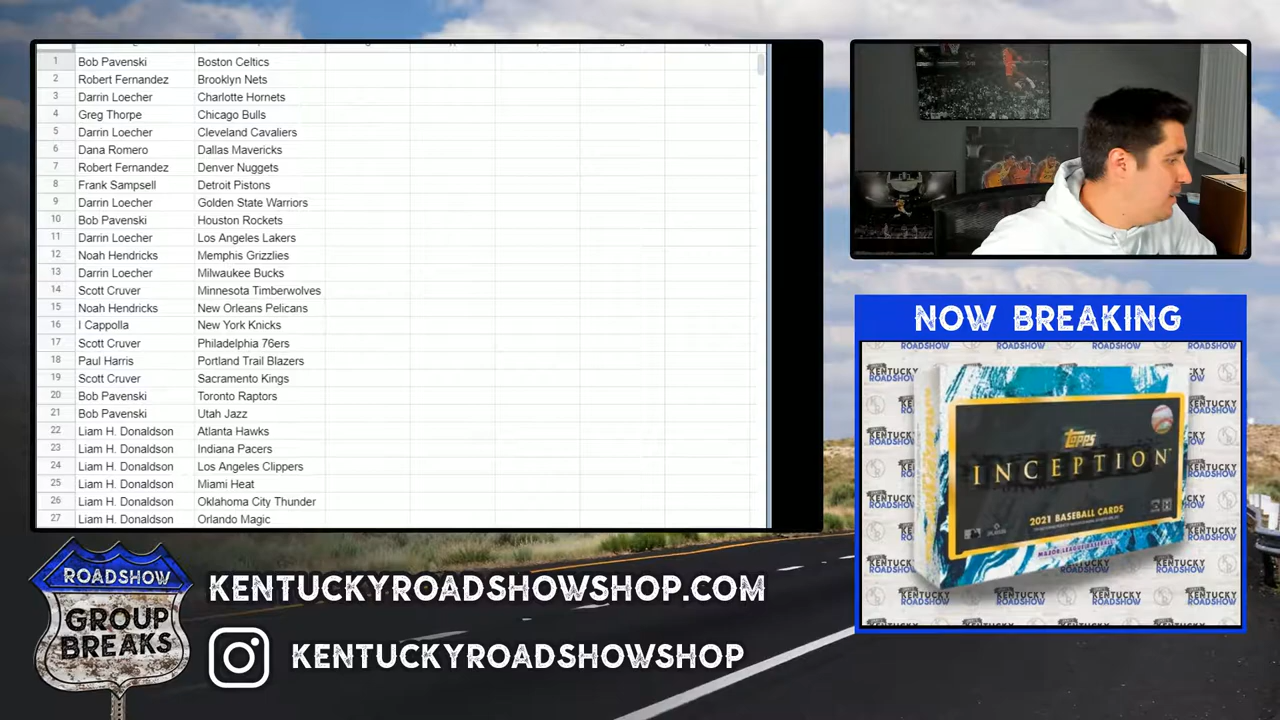 1 Bob Pavenski Boston Celtics
2 Robert Fernandez Brooklyn Nets
3 Darrin Loecher Charlotte Hornets
4 Greg Thorpe Chicago Bulls
5 Darrin Loecher Cleveland Cavaliers
6 Dana Romero Dallas Mavericks
7 Robert Fernandez Denver Nuggets
8 Frank Sampsell Detroit Pistons
9 Darrin Loecher Golden State Warriors
10 Bob Pavenski Houston Rockets
11 Darrin Loecher Los Angeles Lakers
12 Noah Hendricks Memphis Grizzlies
13 Darrin Loecher Milwaukee Bucks
14 Scott Cruver Minnesota Timberwolves
15 Noah Hendricks New Orleans Pelicans
16 I Cappolla New York Knicks
17 Scott Cruver Philadelphia 76ers
18 Paul Harris Portland Trail Blazers
19 Scott Cruver Sacramento Kings
20 Bob Pavenski Toronto Raptors
21 Bob Pavenski Utah Jazz
22 Liam H. Donaldson Atlanta Hawks
23 Liam H. Donaldson Indiana Pacers
24 Liam H. Donaldson Los Angeles Clippers
25 Liam H. Donaldson Miami Heat
26 Liam H. Donaldson Oklahoma City Thunder
27 Liam H. Donaldson Orlando Magic
NOW BREAKING
KENTUCKY ROADSHOW
Topps
INCEPTION
2021 BASEBALL CARDS
MAJOR LEAGUE BASEBALL
ROADSHOW
GROUP
BREAKS
KENTUCKYROADSHOWSHOP.COM
KENTUCKYROADSHOWSHOP